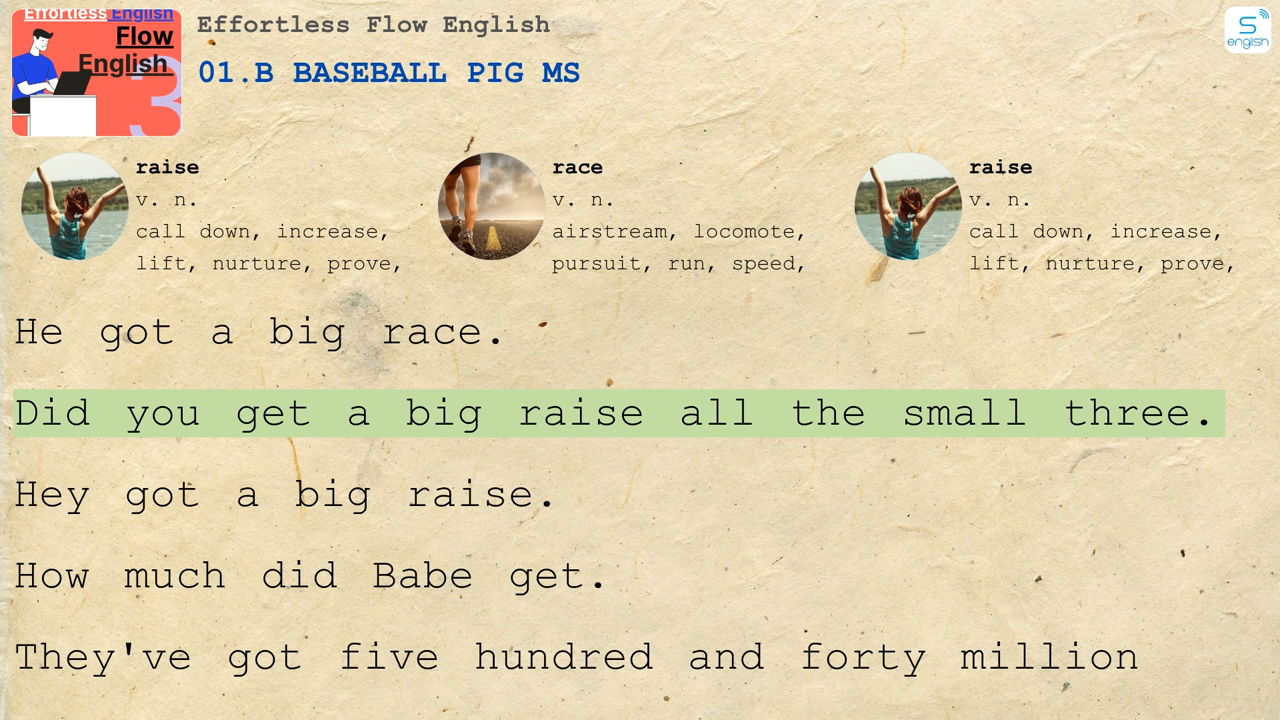 Effortless English
Flow
English
3
Effortless Flow English
01.B BASEBALL PIG MS
S
english
raise
v. n.
call down, increase,
lift, nurture, prove,
race
v. n.
airstream, locomote,
pursuit, run, speed,
raise
v. n.
call down, increase,
lift, nurture, prove,
He got a big race.
Did you get a big raise all the small three.
Hey got a big raise.
How much did Babe get.
They've got five hundred and forty million